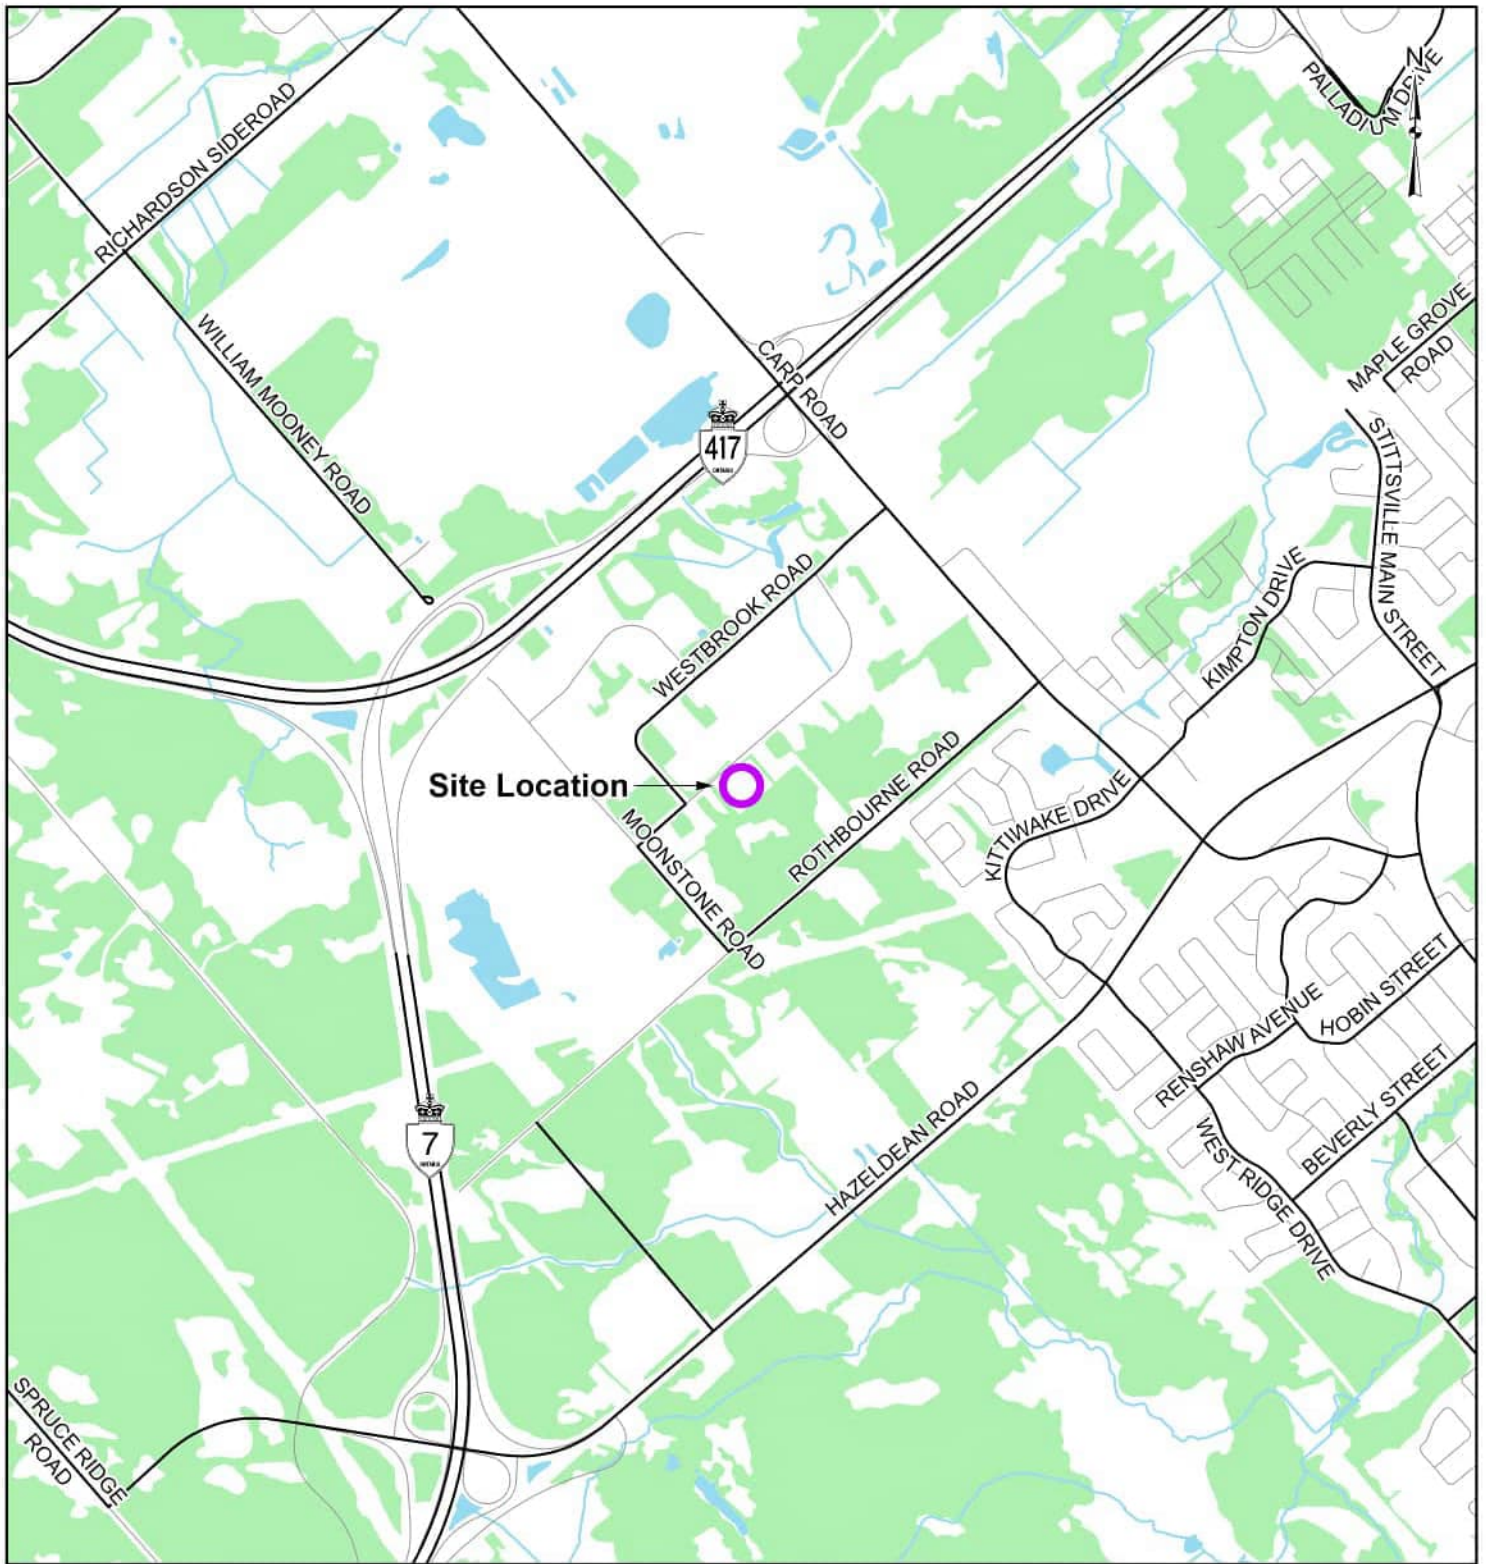 N
PALLADIUM DRIVE
RICHARDSON SIDEROAD
MAPLE GROVE
ROAD
WILLIAM MOONEY ROAD
CARP ROAD
417
ONTARIO
STITTSVILLE MAIN STREET
WESTBROOK ROAD
KIMPTON DRIVE
Site Location
ROTHBOURNE ROAD
KITTIWAKE DRIVE
MOONSTONE ROAD
HOBIN STREET
RENSHAW AVENUE
BEVERLY STREET
7
ONTARIO
HAZELDEAN ROAD
WEST RIDGE DRIVE
SPRUCE RIDGE
ROAD